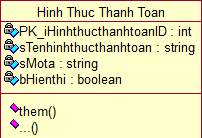 Hinh Thuc Thanh Toan
PK_iHinhthucthanhtoanID : int
sTenhinhthucthanhtoan : string
sMota : string
bHienthi : boolean
them()
...()